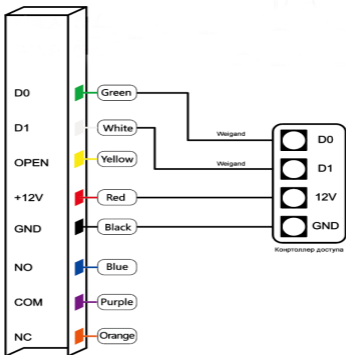 D0 Green
D1 White
OPEN Yellow
+12V Red
GND Black
NO Blue
COM Purple
NC Orange
Weigand
Weigand
D0
D1
12V
GND
Конртоллер доступа